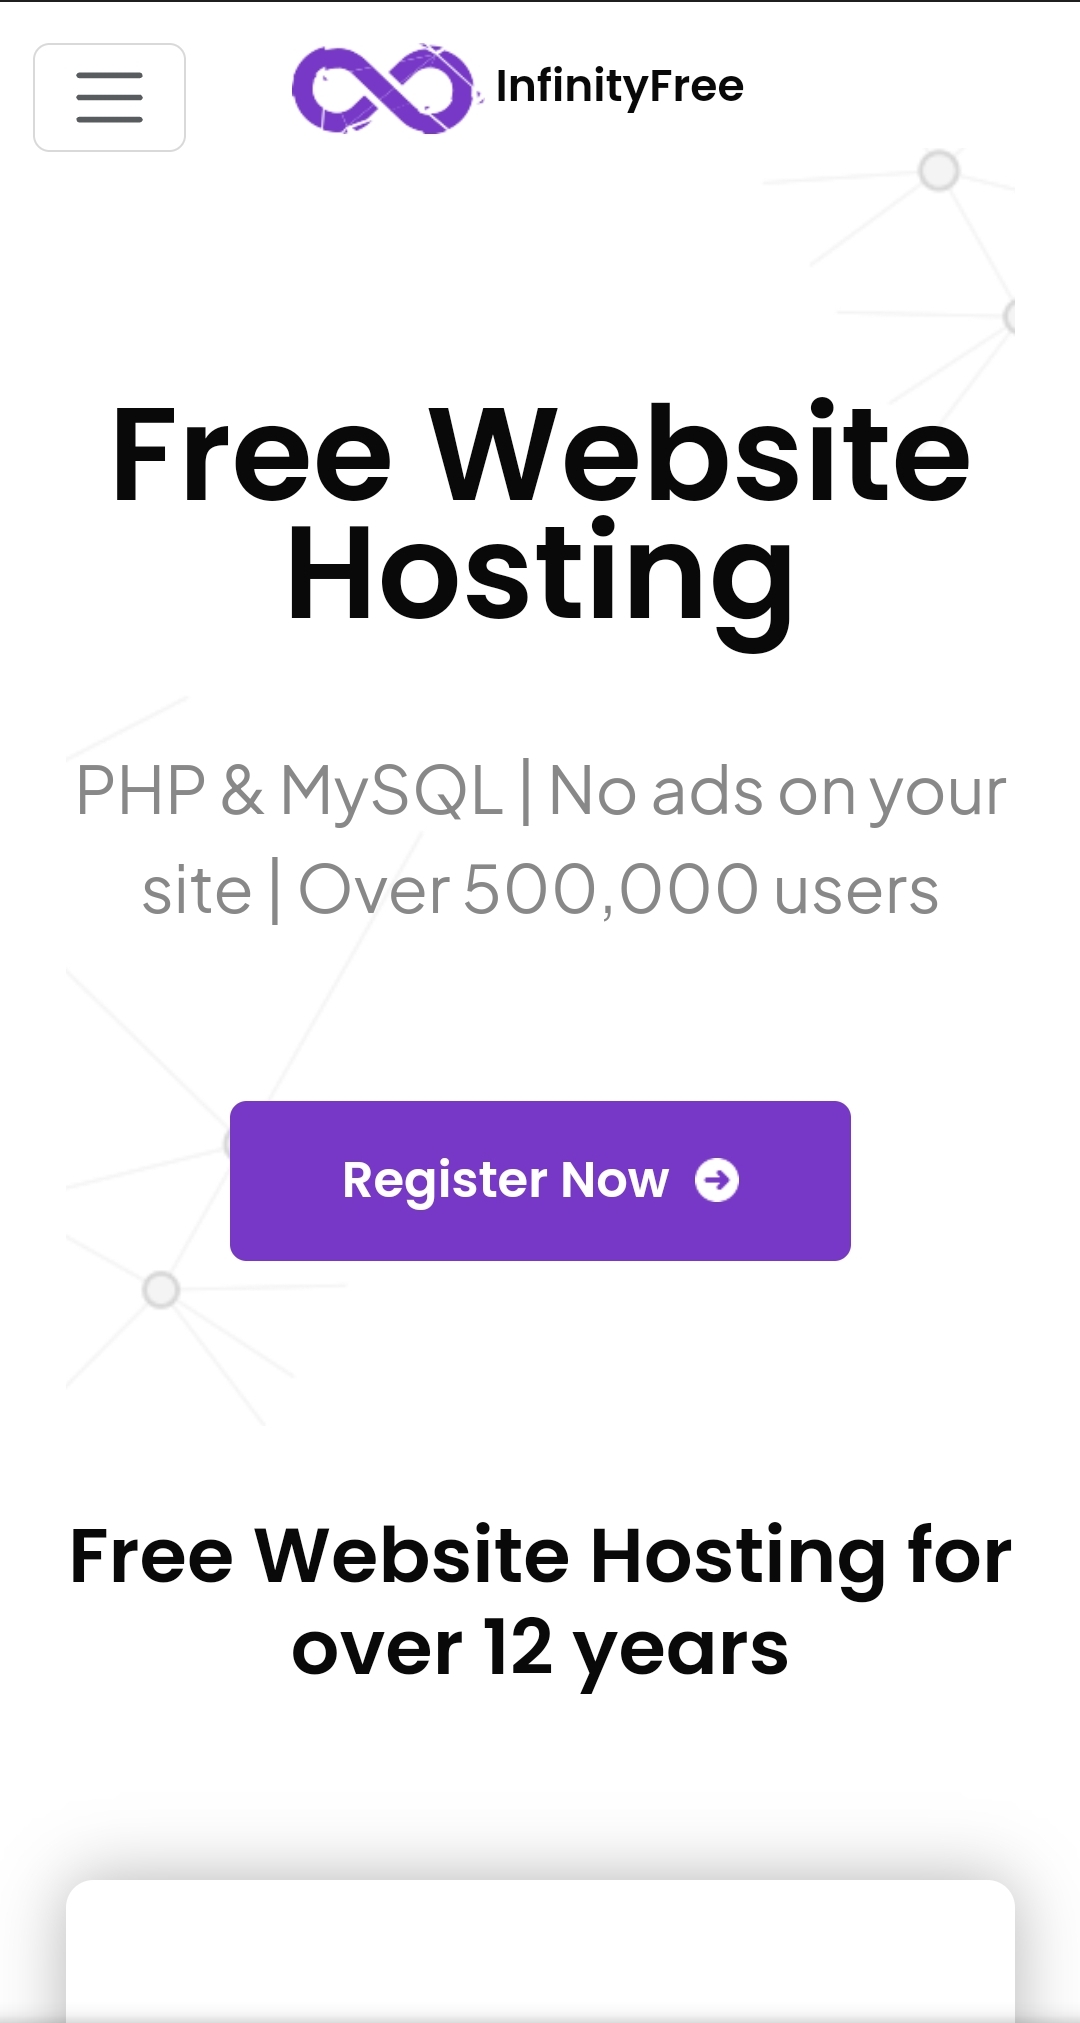 InfinityFree
Free Website
Hosting
PHP & MySQL | No ads on your
site | Over 500,000 users
Register Now
Free Website Hosting for
over 12 years